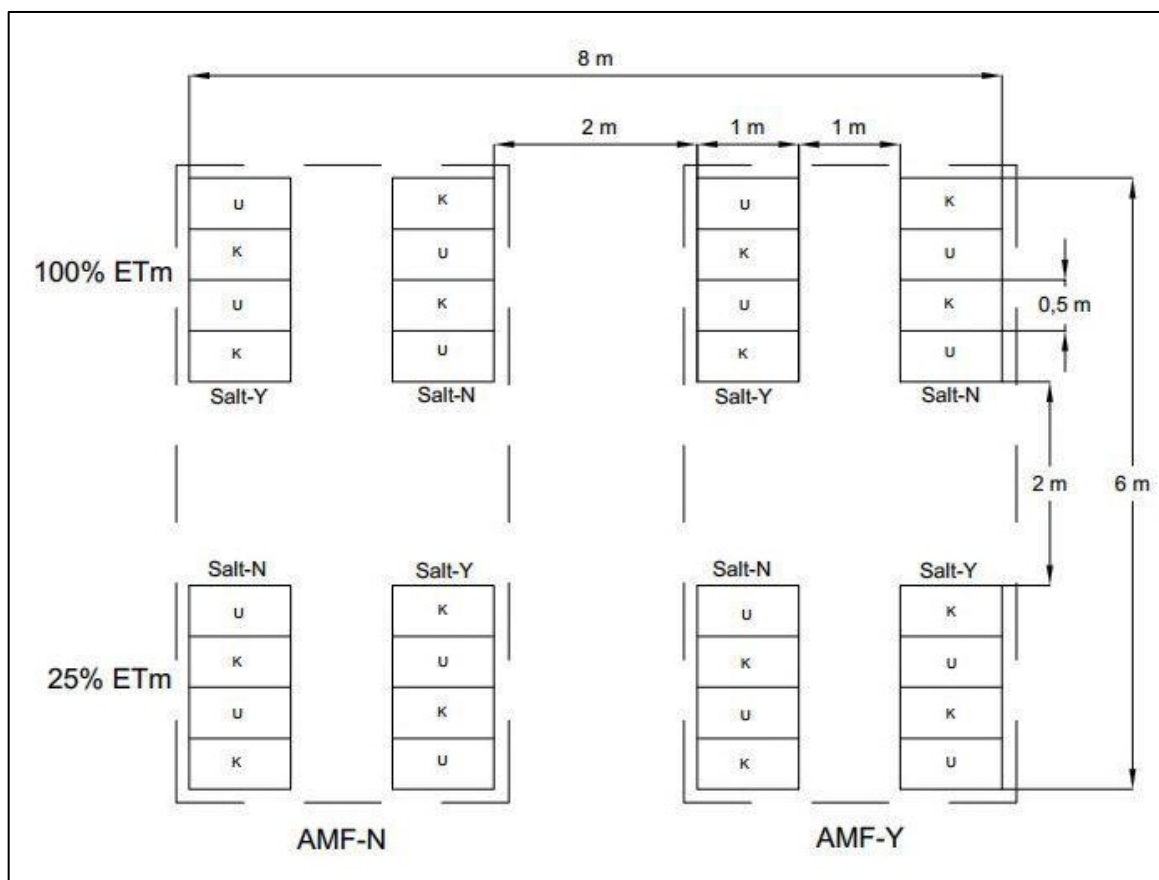 8 m
2 m 1 m 1 m
U K U K
K U K U
100% ETm
U K U K
0,5 m
K U K U
Salt-Y Salt-N Salt-Y Salt-N
2 m 6 m
Salt-N Salt-Y Salt-N Salt-Y
U K U K
K U K U
25% ETm
U K U K
K U K U
AMF-N AMF-Y